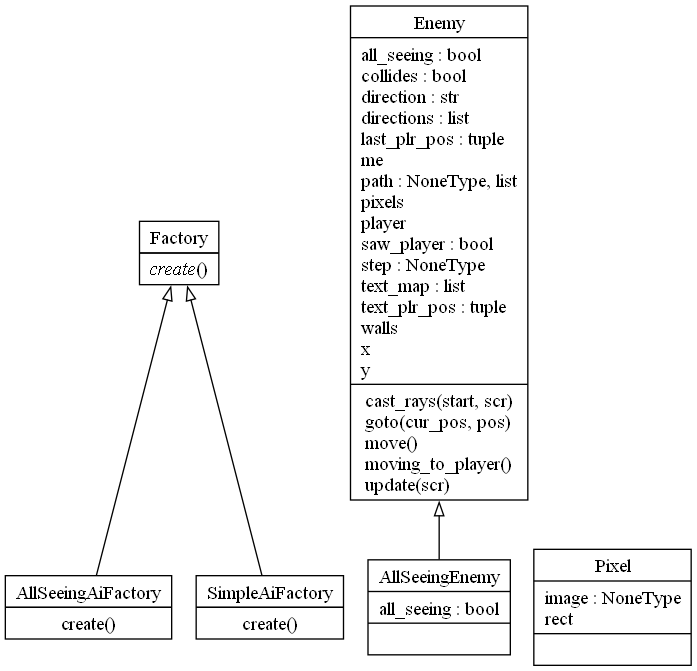 Enemy
all_seeing : bool
collides : bool
direction : str
directions : list
last_plr_pos : tuple
me
path : NoneType, list
pixels
player
saw_player : bool
step : NoneType
text_map : list
text_plr_pos : tuple
walls
x
y
cast_rays(start, scr)
goto(cur_pos, pos)
move()
moving_to_player()
update(scr)
Factory
create()
AllSeeingAiFactory
create()
SimpleAiFactory
create()
AllSeeingEnemy
all_seeing : bool
Pixel
image : NoneType
rect